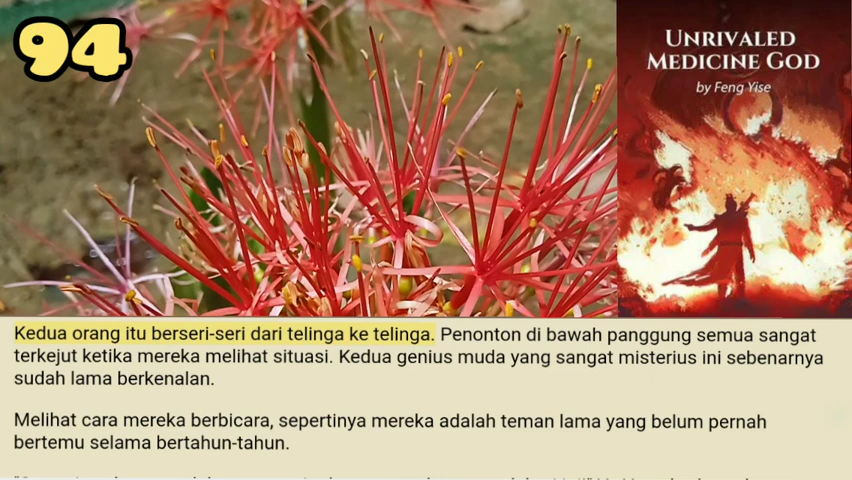 94
UNRIVALED
MEDICINE GOD
by Feng Yise
Kedua orang itu berseri-seri dari telinga ke telinga. Penonton di bawah panggung semua sangat
terkejut ketika mereka melihat situasi. Kedua genius muda yang sangat misterius ini sebenarnya
sudah lama berkenalan.
Melihat cara mereka berbicara, sepertinya mereka adalah teman lama yang belum pernah
bertemu selama bertahun-tahun.